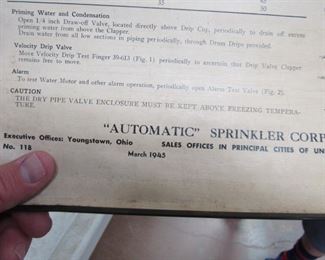 35
60
30
Priming Water and Condensation
Open 1/4 inch Draw-off Valve, located directly above Drip Cup, periodically to drain off excess
priming water from above the Clapper.
Drain water from all low sections in piping periodically, through Drum Drips provided.
Velocity Drip Valve
Move Velocity Drip Test Finger 39-613 (Fig. 1) periodically to ascertain that Drip Valve Clapper
remains free to move.
Alarm
To test Water Motor and other alarm operation, periodically open Alarm Test Valve (Fig. 2).
CAUTION
THE DRY PIPE VALVE ENCLOSURE MUST BE KEPT ABOVE FREEZING TEMPERA-
TURE.
"AUTOMATIC" SPRINKLER CORP
Executive Offices: Youngstown, Ohio SALES OFFICES IN PRINCIPAL CITIES OF UN
No. 118
March 1945